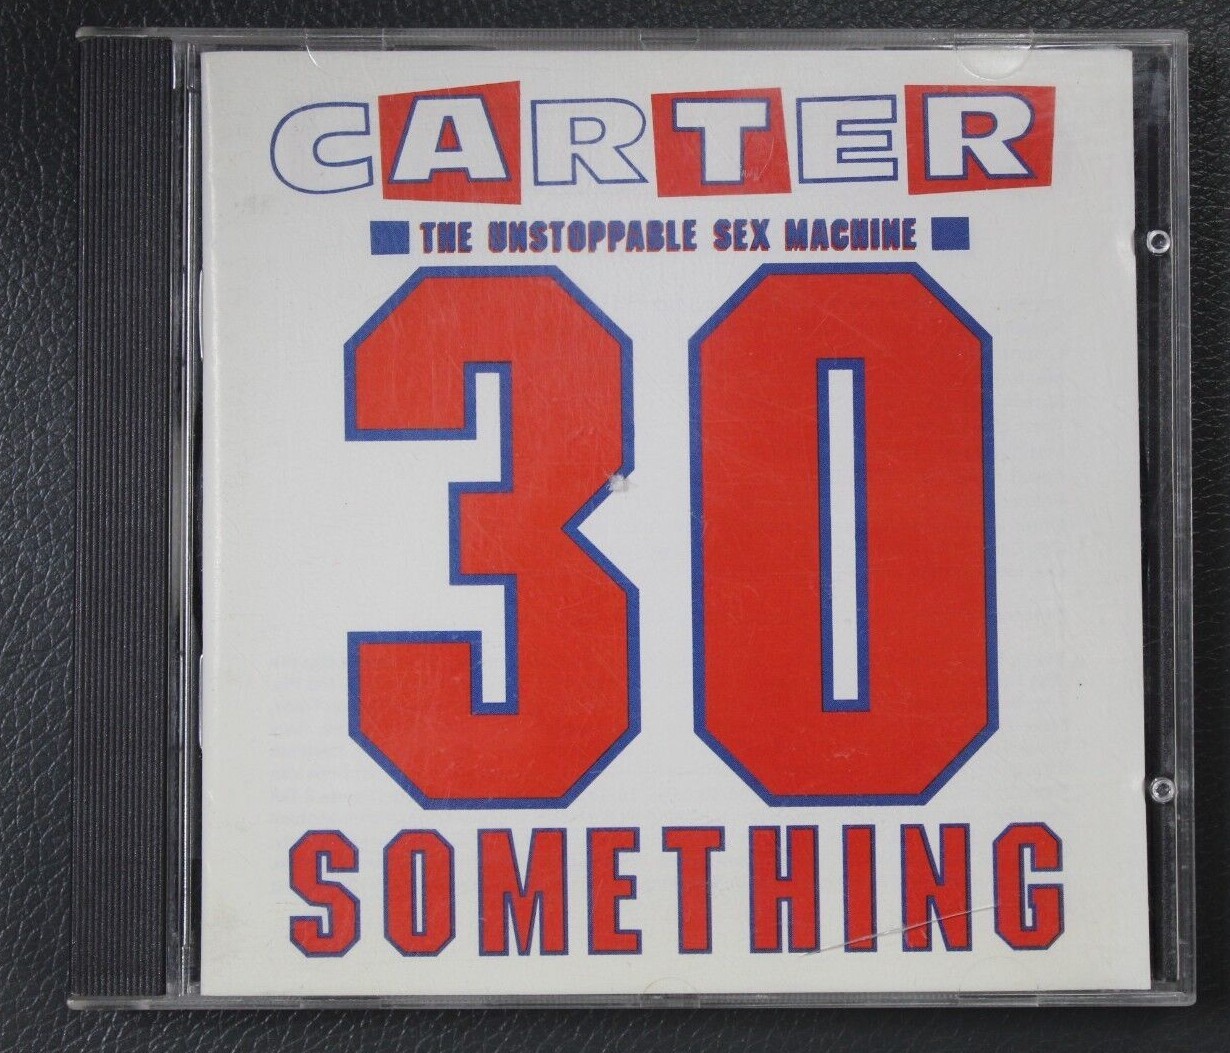 CARTER
THE UNSTOPPABLE SEX MACHINE
30
SOMETHING